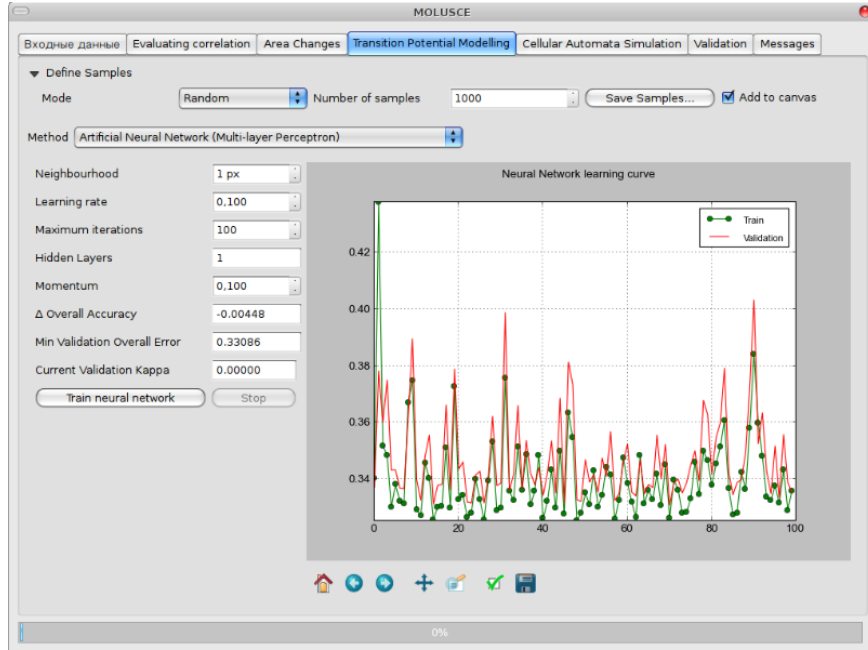 MOLUSCE
Входные данные Evaluating correlation Area Changes Transition Potential Modelling Cellular Automata Simulation Validation Messages
Define Samples
Mode Random Number of samples 1000 Save Samples... Add to canvas
Method Artificial Neural Network (Multi-layer Perceptron)
Neighbourhood 1 px
Learning rate 0,100
Maximum iterations 100
Hidden Layers 1
Momentum 0,100
Δ Overall Accuracy -0.00448
Min Validation Overall Error 0.33086
Current Validation Kappa 0.00000
Train neural network Stop
Neural Network learning curve
Train
Validation
0.42
0.40
0.38
0.36
0.34
0 20 40 60 80 100
0%